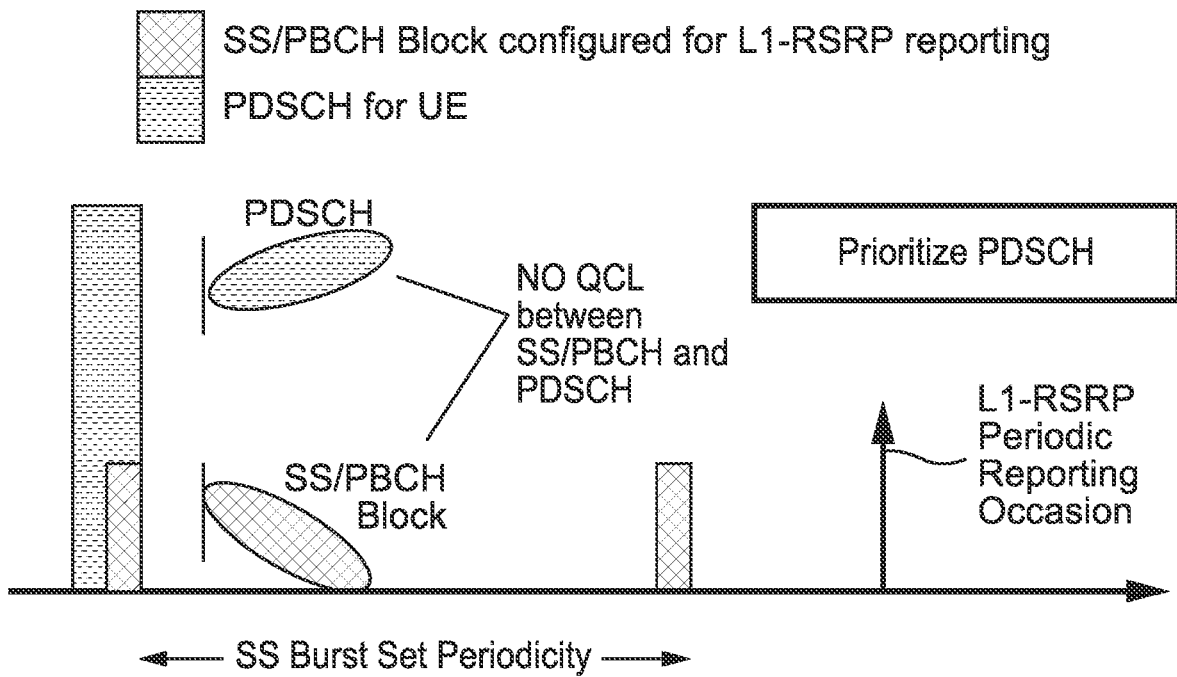 SS/PBCH Block configured for L1-RSRP reporting
PDSCH for UE
PDSCH
NO QCL
between
SS/PBCH and
PDSCH
Prioritize PDSCH
SS/PBCH
Block
L1-RSRP
Periodic
Reporting
Occasion
SS Burst Set Periodicity